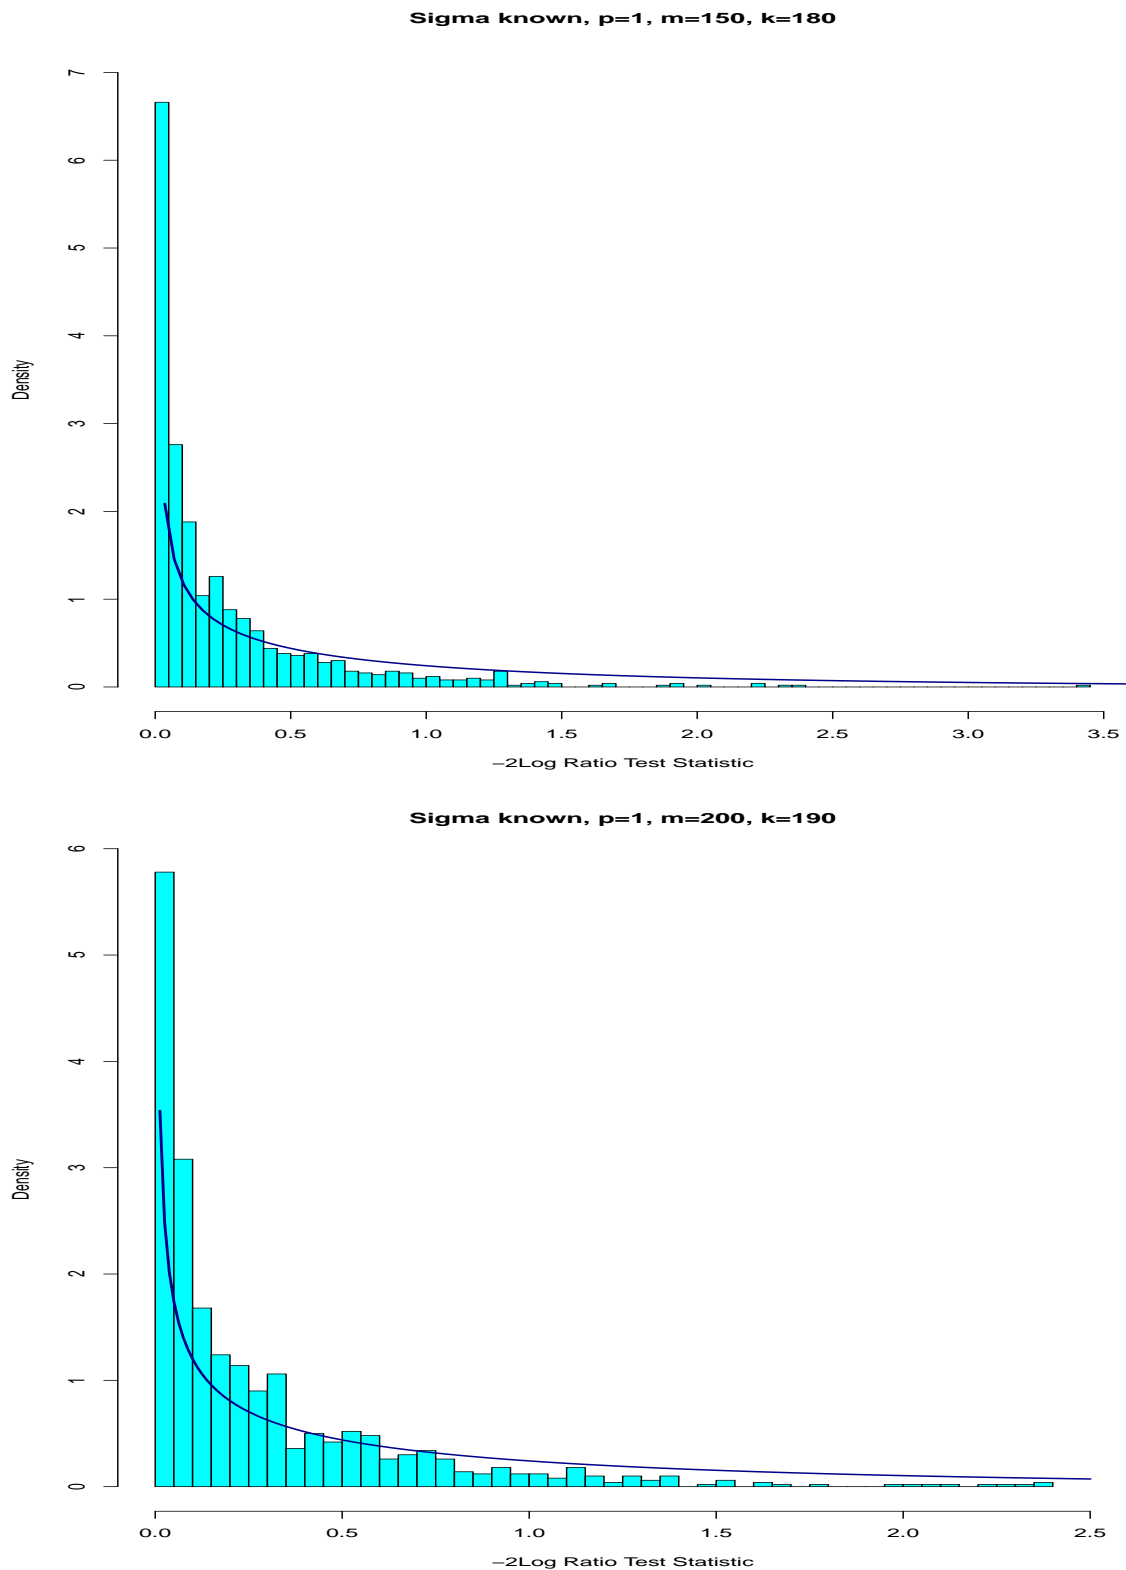 Sigma known, p=1, m=150, k=180
7
6
5
4
3
2
1
0
Density
0.0 0.5 1.0 1.5 2.0 2.5 3.0 3.5
−2Log Ratio Test Statistic
Sigma known, p=1, m=200, k=190
6
5
4
3
2
1
0
Density
0.0 0.5 1.0 1.5 2.0 2.5
−2Log Ratio Test Statistic